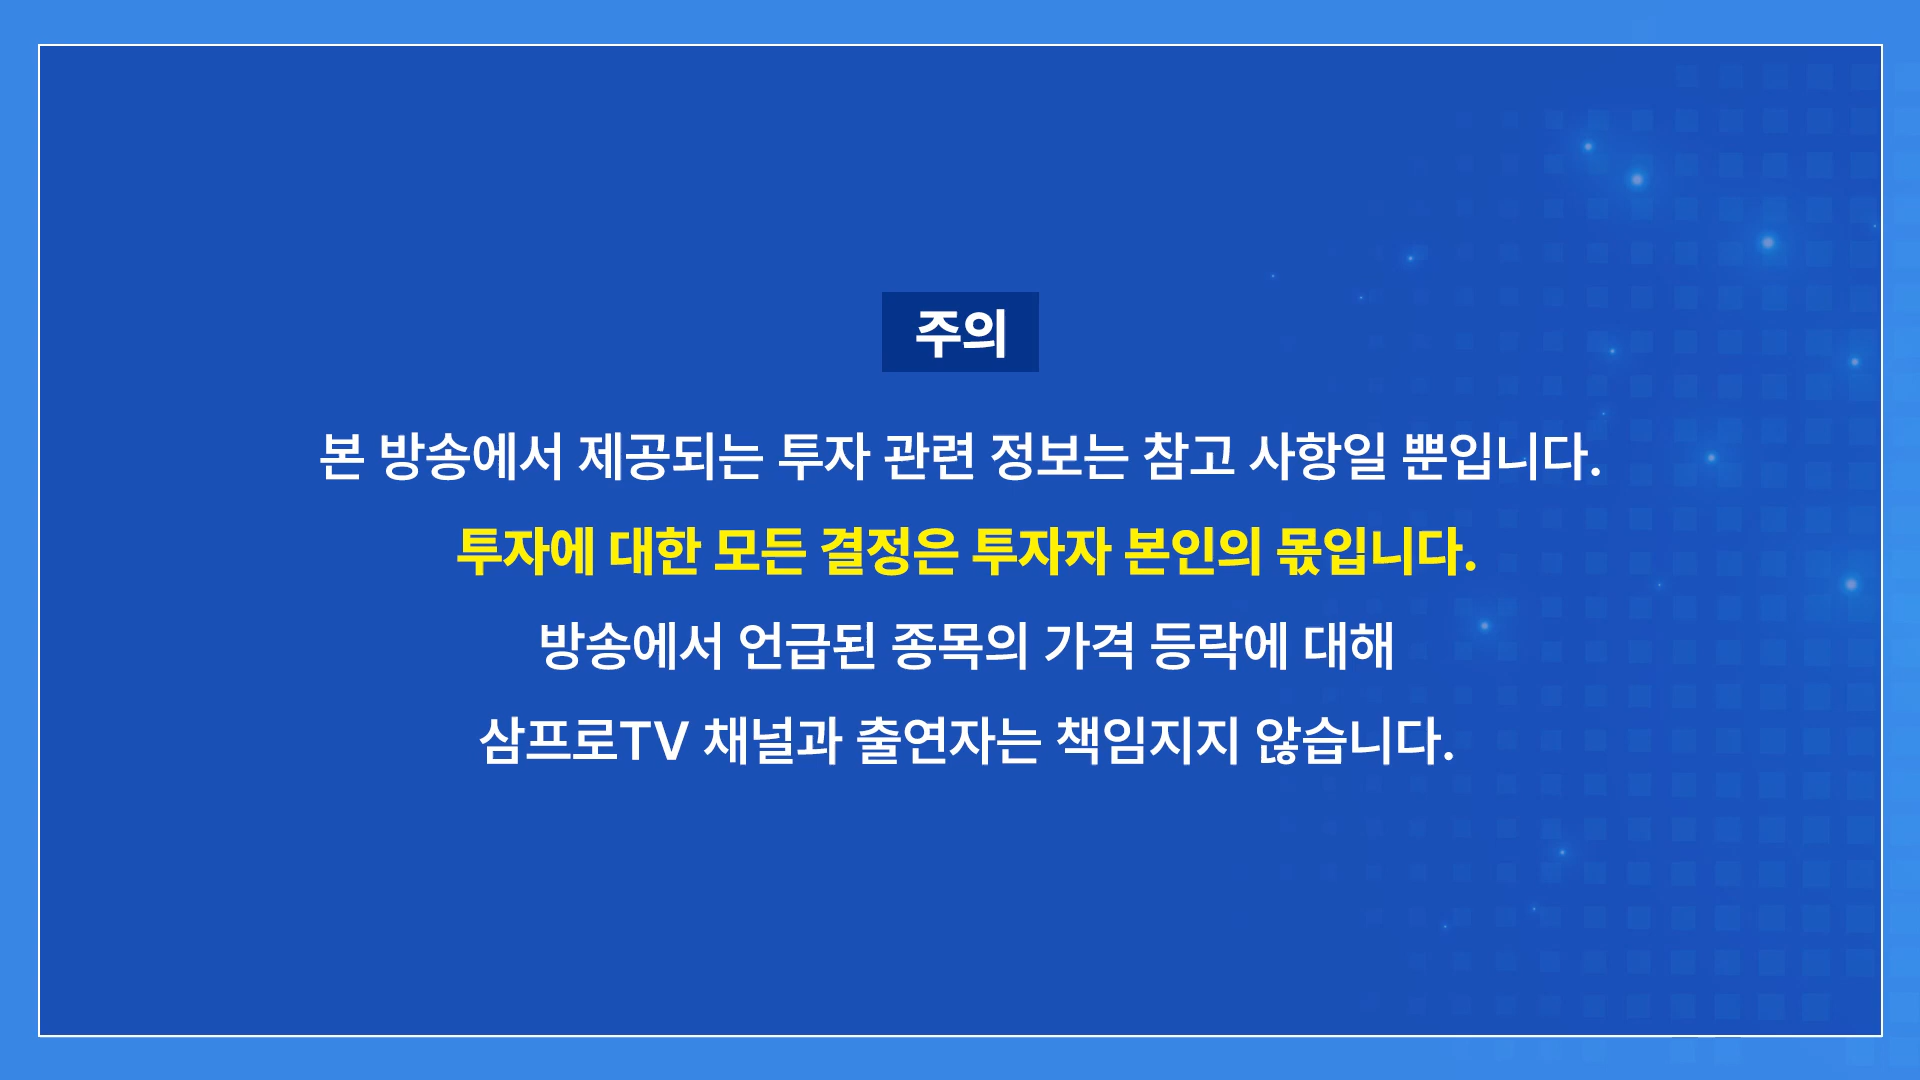 주의
본 방송에서 제공되는 투자 관련 정보는 참고 사항일 뿐입니다.
투자에 대한 모든 결정은 투자자 본인의 몫입니다.
방송에서 언급된 종목의 가격 등락에 대해
삼프로TV 채널과 출연자는 책임지지 않습니다.